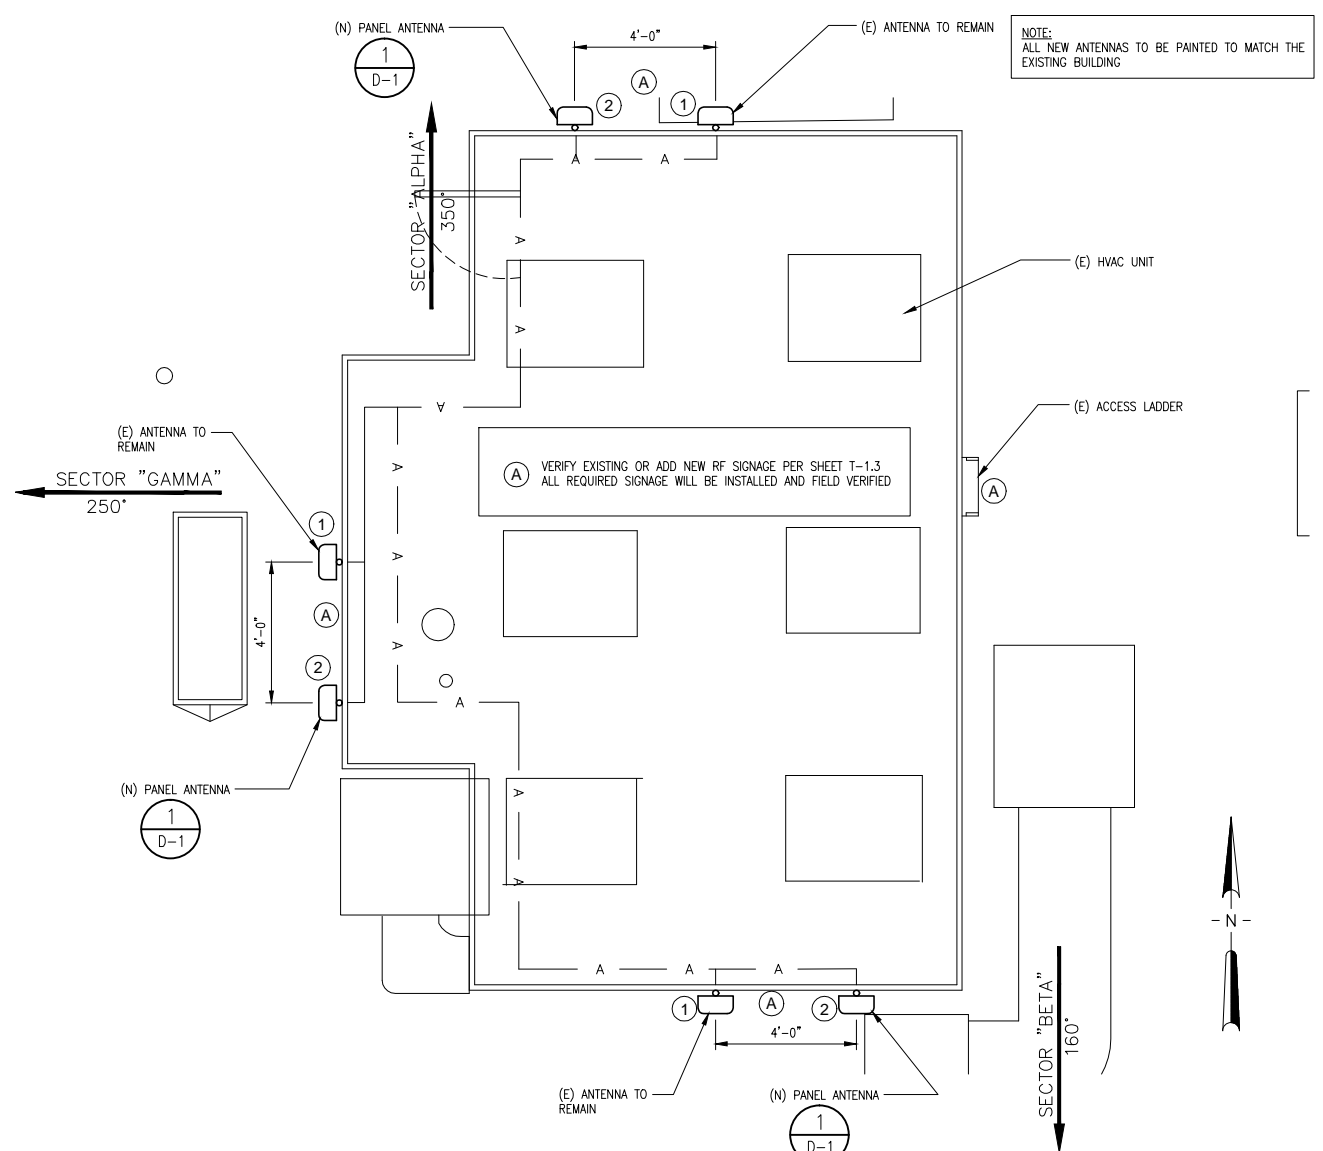 (N) PANEL ANTENNA
1
D-1
4'-0"
(E) ANTENNA TO REMAIN
NOTE:
ALL NEW ANTENNAS TO BE PAINTED TO MATCH THE
EXISTING BUILDING
A
2
1
SECTOR "ALPHA"
350°
A
A
A
A
(E) HVAC UNIT
A
(E) ACCESS LADDER
(E) ANTENNA TO
REMAIN
SECTOR "GAMMA"
250°
A
A VERIFY EXISTING OR ADD NEW RF SIGNAGE PER SHEET T-1.3
ALL REQUIRED SIGNAGE WILL BE INSTALLED AND FIELD VERIFIED
A
1
A
A
4'-0"
A
2
A
(N) PANEL ANTENNA
1
D-1
A
A
-N-
A
A
A
1
A
2
4'-0"
SECTOR "BETA"
160°
(E) ANTENNA TO
REMAIN
(N) PANEL ANTENNA
1
D-1